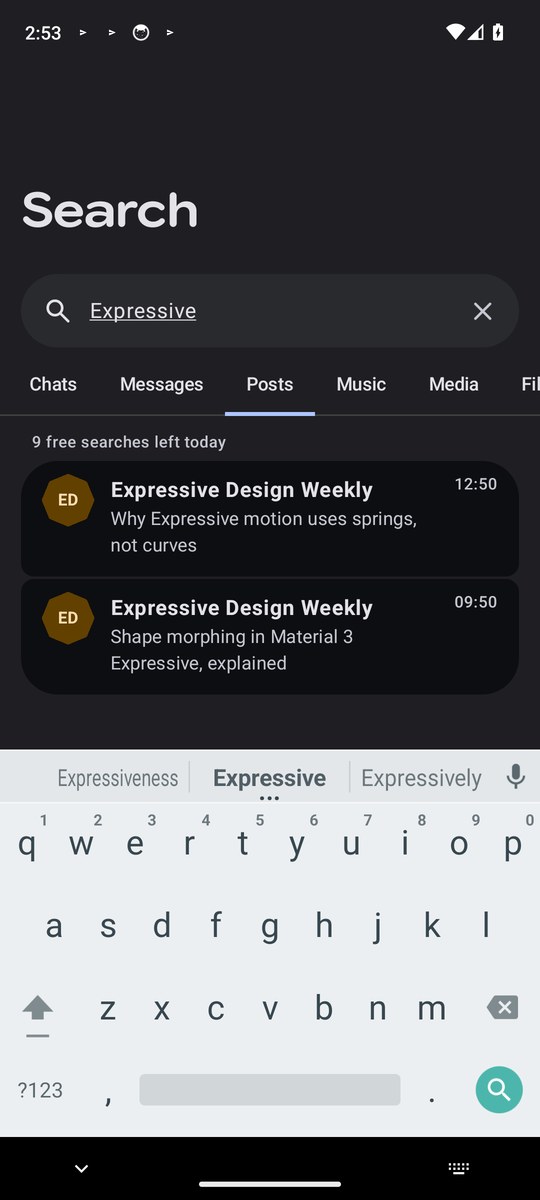 2:53
Search
Expressive
Chats Messages Posts Music Media Fil
9 free searches left today
ED
Expressive Design Weekly 12:50
Why Expressive motion uses springs,
not curves
ED
Expressive Design Weekly 09:50
Shape morphing in Material 3
Expressive, explained
Expressiveness Expressive Expressively
1 2 3 4 5 6 7 8 9 0
q w e r t y u i o p
a s d f g h j k l
z x c v b n m
?123 , .